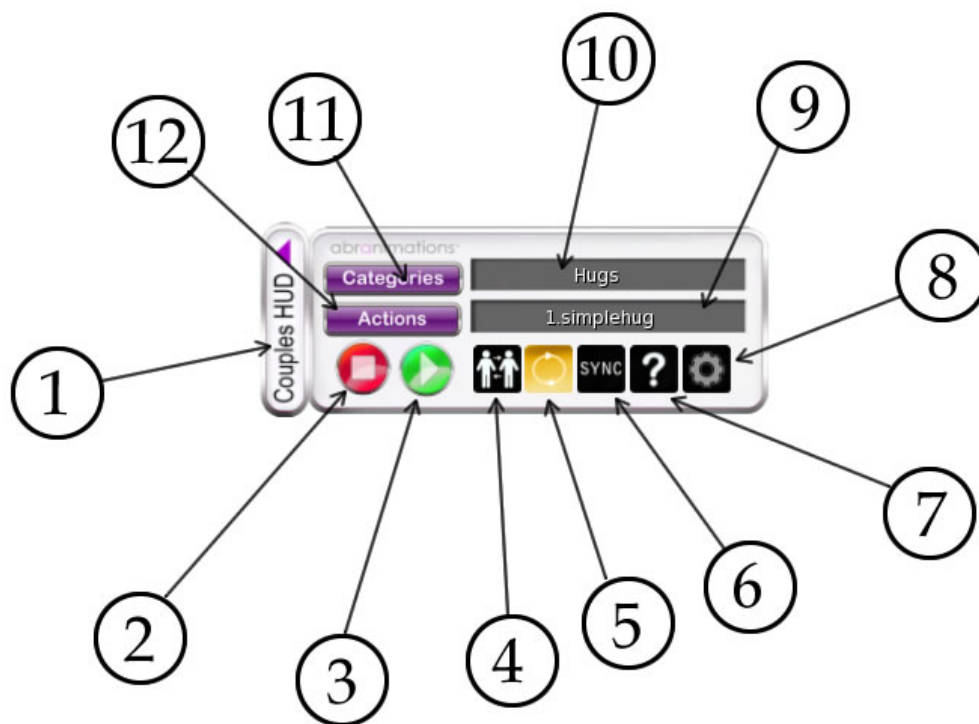 10
9
11
12
abranimations
Categories
Hugs
8
Couples HUD
Actions
1.simplehug
1
SYNC
?
7
6
5
2
3
4